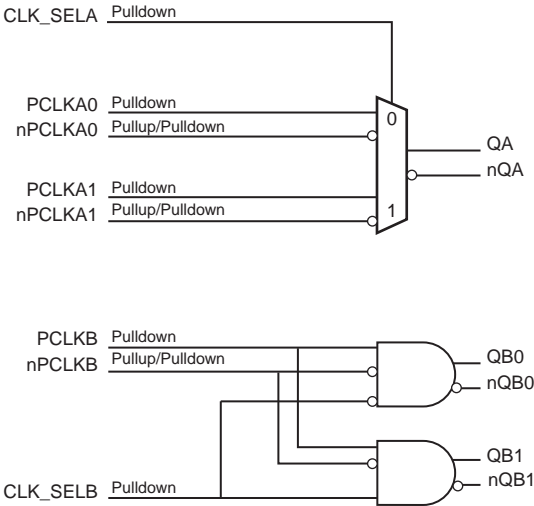 CLK_SELA Pulldown
PCLKA0 Pulldown
nPCLKA0 Pullup/Pulldown
0
QA
nQA
PCLKA1 Pulldown
nPCLKA1 Pullup/Pulldown
1
PCLKB Pulldown
nPCLKB Pullup/Pulldown
QB0
nQB0
QB1
nQB1
CLK_SELB Pulldown